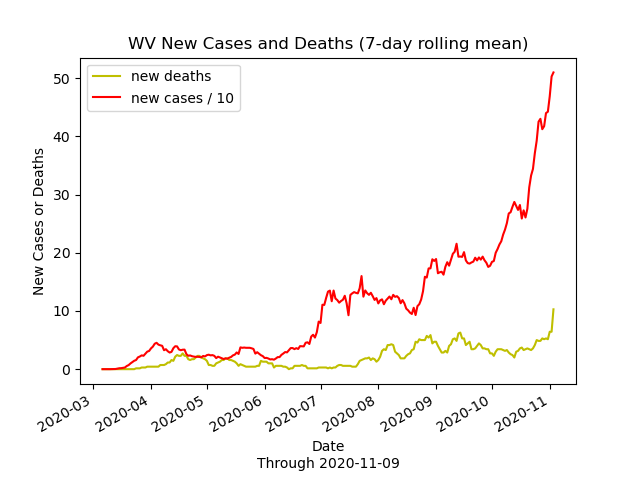 WV New Cases and Deaths (7-day rolling mean)
new deaths
new cases / 10
New Cases or Deaths
50
40
30
20
10
0
2020-03
2020-04
2020-05
2020-06
2020-07
2020-08
2020-09
2020-10
2020-11
Date
Through 2020-11-09